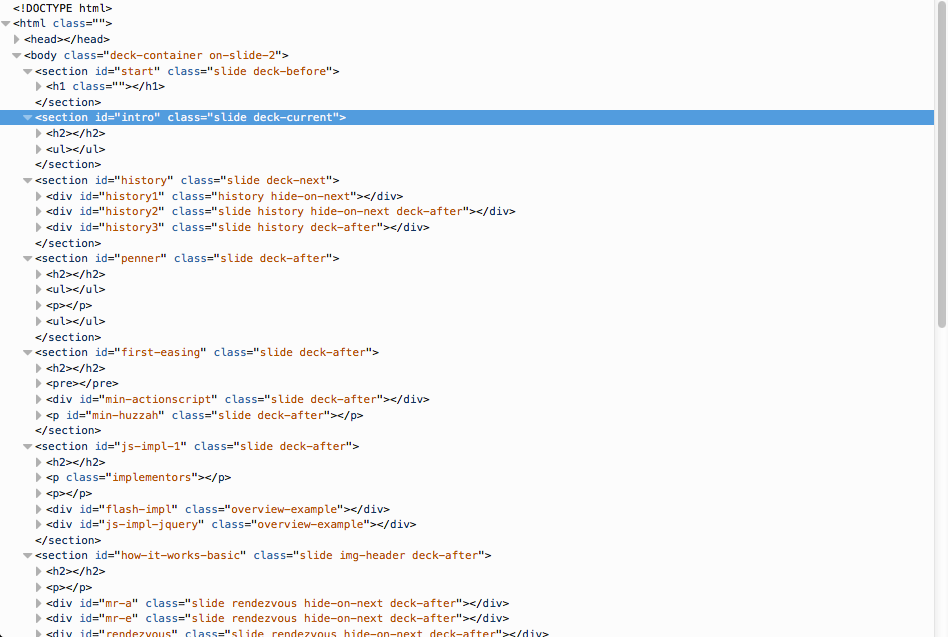 <!DOCTYPE html>
<html class="">
<head></head>
<body class="deck-container on-slide-2">
<section id="start" class="slide deck-before">
<h1 class=""></h1>
</section>
<section id="intro" class="slide deck-current">
<h2></h2>
<ul></ul>
</section>
<section id="history" class="slide deck-next">
<div id="history1" class="history hide-on-next"></div>
<div id="history2" class="slide history hide-on-next deck-after"></div>
<div id="history3" class="slide history deck-after"></div>
</section>
<section id="penner" class="slide deck-after">
<h2></h2>
<ul></ul>
<p></p>
<ul></ul>
</section>
<section id="first-easing" class="slide deck-after">
<h2></h2>
<pre></pre>
<div id="min-actionscript" class="slide deck-after"></div>
<p id="min-huzzah" class="slide deck-after"></p>
</section>
<section id="js-impl-1" class="slide deck-after">
<h2></h2>
<p class="implementors"></p>
<p></p>
<div id="flash-impl" class="overview-example"></div>
<div id="js-impl-jquery" class="overview-example"></div>
</section>
<section id="how-it-works-basic" class="slide img-header deck-after">
<h2></h2>
<p></p>
<div id="mr-a" class="slide rendezvous hide-on-next deck-after"></div>
<div id="mr-e" class="slide rendezvous hide-on-next deck-after"></div>
<div id="rendezvous" class="slide rendezvous hide-on-next deck-after"></div>